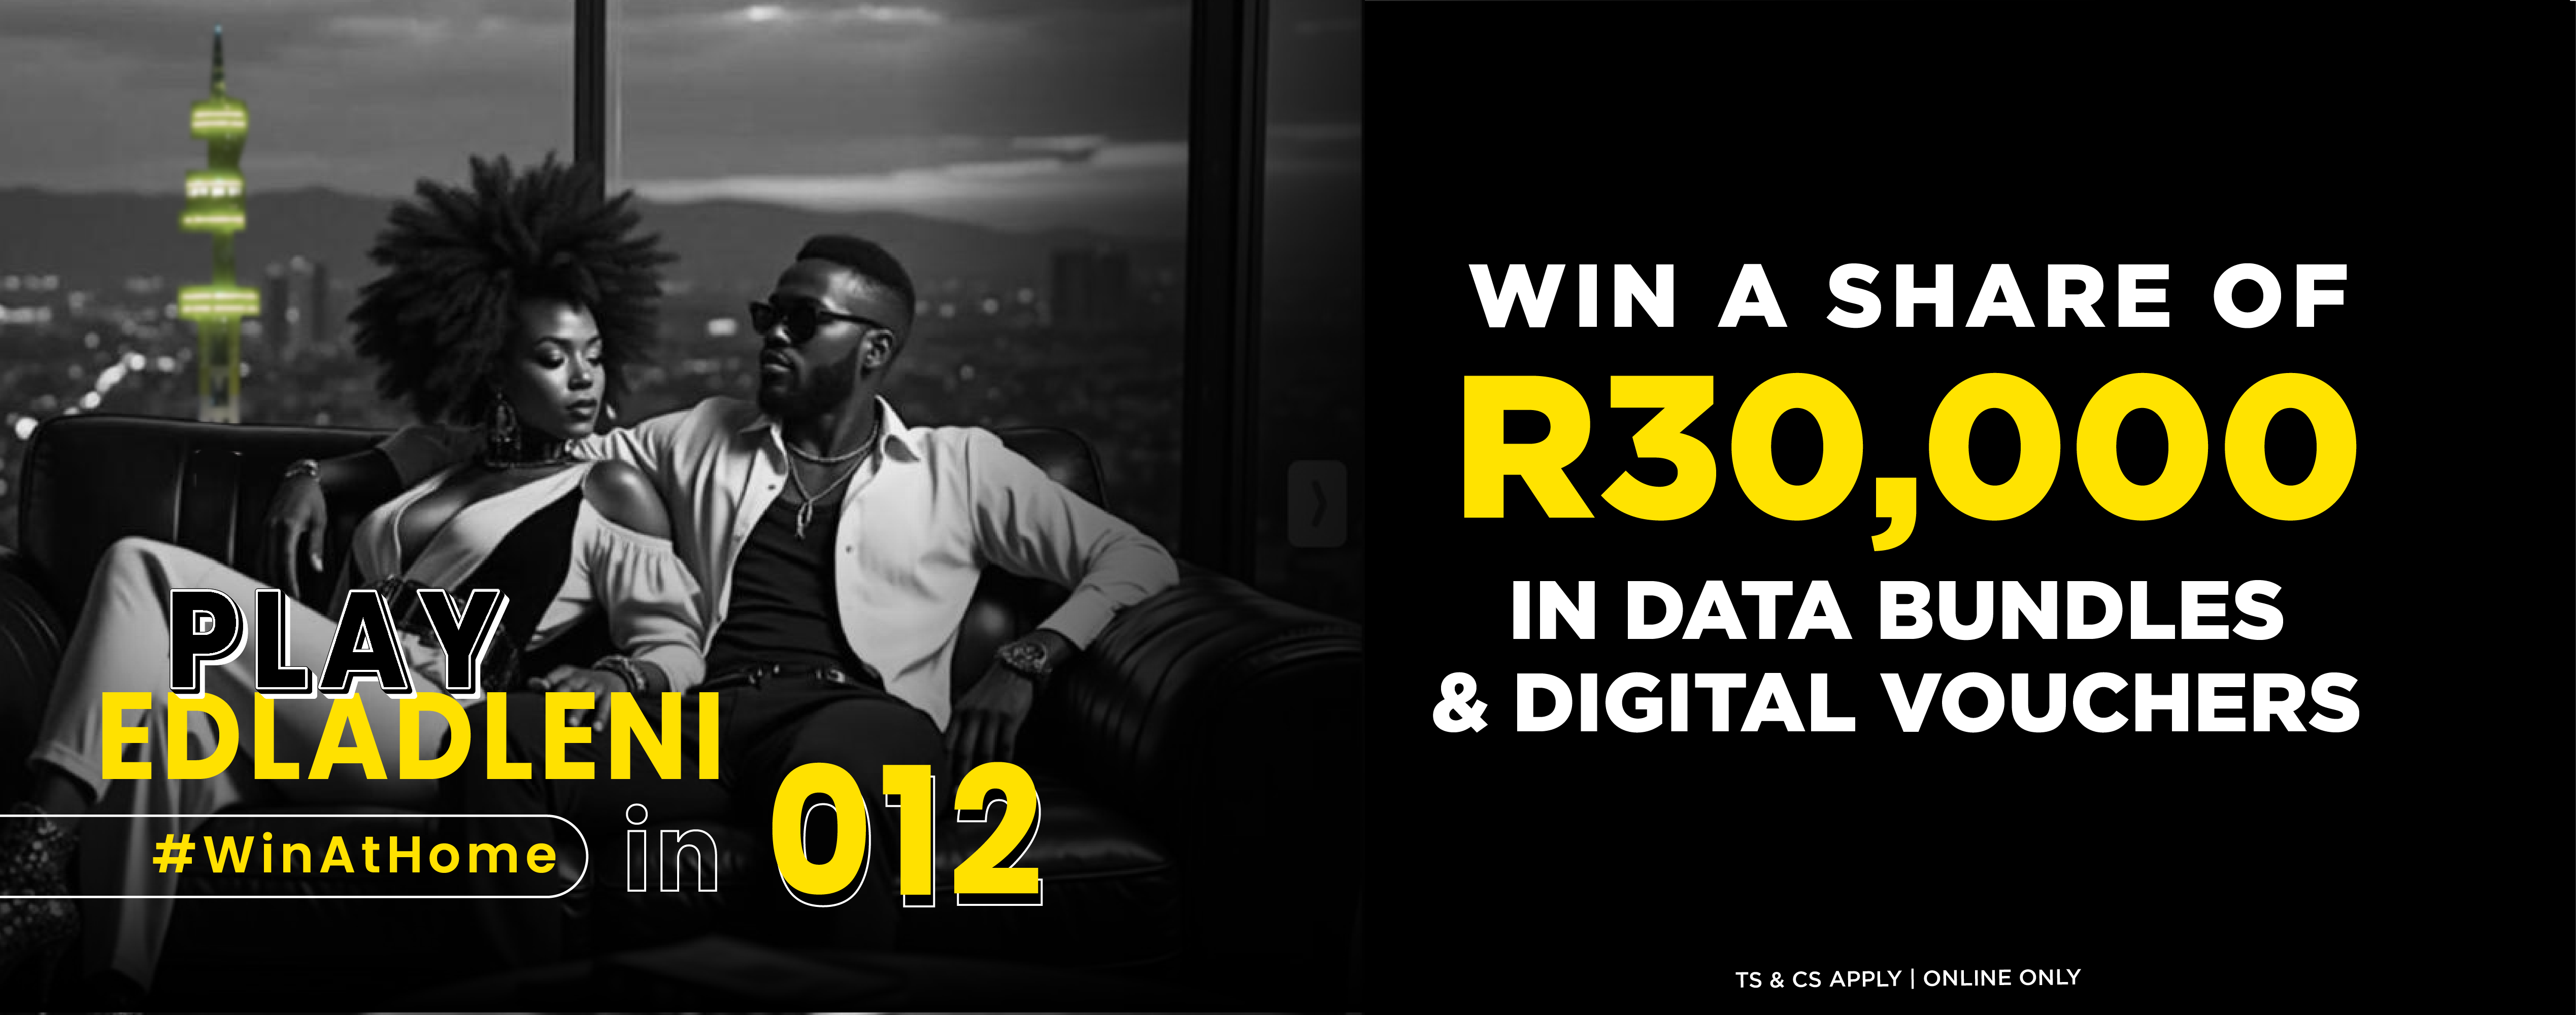 PLAY
EDLADLENI
#WinAtHome in 012
WIN A SHARE OF
R30,000
IN DATA BUNDLES
& DIGITAL VOUCHERS
TS & CS APPLY | ONLINE ONLY